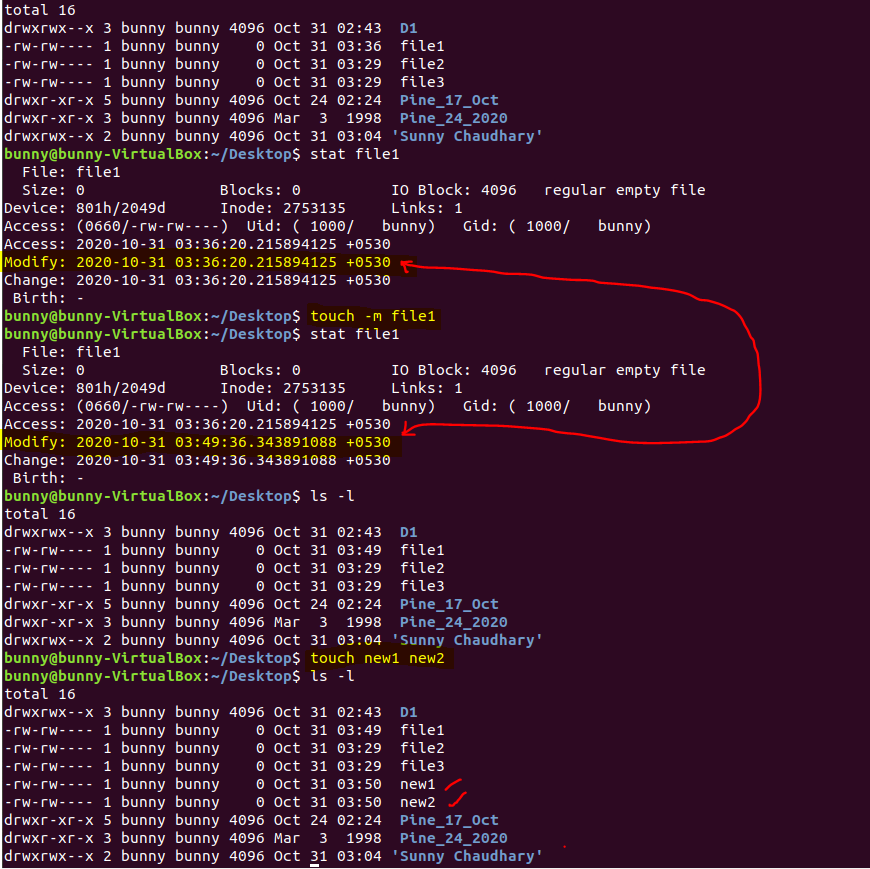 total 16
drwxrwx--x 3 bunny bunny 4096 Oct 31 02:43  D1
-rw-rw---- 1 bunny bunny    0 Oct 31 03:36  file1
-rw-rw---- 1 bunny bunny    0 Oct 31 03:29  file2
-rw-rw---- 1 bunny bunny    0 Oct 31 03:29  file3
drwxr-xr-x 5 bunny bunny 4096 Oct 24 02:24  Pine_17_Oct
drwxr-xr-x 3 bunny bunny 4096 Mar  3  1998  Pine_24_2020
drwxrwx--x 2 bunny bunny 4096 Oct 31 03:04 'Sunny Chaudhary'
bunny@bunny-VirtualBox:~/Desktop$ stat file1
  File: file1
  Size: 0               Blocks: 0          IO Block: 4096   regular empty file
Device: 801h/2049d      Inode: 2753135     Links: 1
Access: (0660/-rw-rw----)  Uid: ( 1000/   bunny)   Gid: ( 1000/   bunny)
Access: 2020-10-31 03:36:20.215894125 +0530
Modify: 2020-10-31 03:36:20.215894125 +0530
Change: 2020-10-31 03:36:20.215894125 +0530
 Birth: -
bunny@bunny-VirtualBox:~/Desktop$ touch -m file1
bunny@bunny-VirtualBox:~/Desktop$ stat file1
  File: file1
  Size: 0               Blocks: 0          IO Block: 4096   regular empty file
Device: 801h/2049d      Inode: 2753135     Links: 1
Access: (0660/-rw-rw----)  Uid: ( 1000/   bunny)   Gid: ( 1000/   bunny)
Access: 2020-10-31 03:36:20.215894125 +0530
Modify: 2020-10-31 03:49:36.343891088 +0530
Change: 2020-10-31 03:49:36.343891088 +0530
 Birth: -
bunny@bunny-VirtualBox:~/Desktop$ ls -l
total 16
drwxrwx--x 3 bunny bunny 4096 Oct 31 02:43  D1
-rw-rw---- 1 bunny bunny    0 Oct 31 03:49  file1
-rw-rw---- 1 bunny bunny    0 Oct 31 03:29  file2
-rw-rw---- 1 bunny bunny    0 Oct 31 03:29  file3
drwxr-xr-x 5 bunny bunny 4096 Oct 24 02:24  Pine_17_Oct
drwxr-xr-x 3 bunny bunny 4096 Mar  3  1998  Pine_24_2020
drwxrwx--x 2 bunny bunny 4096 Oct 31 03:04 'Sunny Chaudhary'
bunny@bunny-VirtualBox:~/Desktop$ touch new1 new2
bunny@bunny-VirtualBox:~/Desktop$ ls -l
total 16
drwxrwx--x 3 bunny bunny 4096 Oct 31 02:43  D1
-rw-rw---- 1 bunny bunny    0 Oct 31 03:49  file1
-rw-rw---- 1 bunny bunny    0 Oct 31 03:29  file2
-rw-rw---- 1 bunny bunny    0 Oct 31 03:29  file3
-rw-rw---- 1 bunny bunny    0 Oct 31 03:50  new1
-rw-rw---- 1 bunny bunny    0 Oct 31 03:50  new2
drwxr-xr-x 5 bunny bunny 4096 Oct 24 02:24  Pine_17_Oct
drwxr-xr-x 3 bunny bunny 4096 Mar  3  1998  Pine_24_2020
drwxrwx--x 2 bunny bunny 4096 Oct 31 03:04 'Sunny Chaudhary'